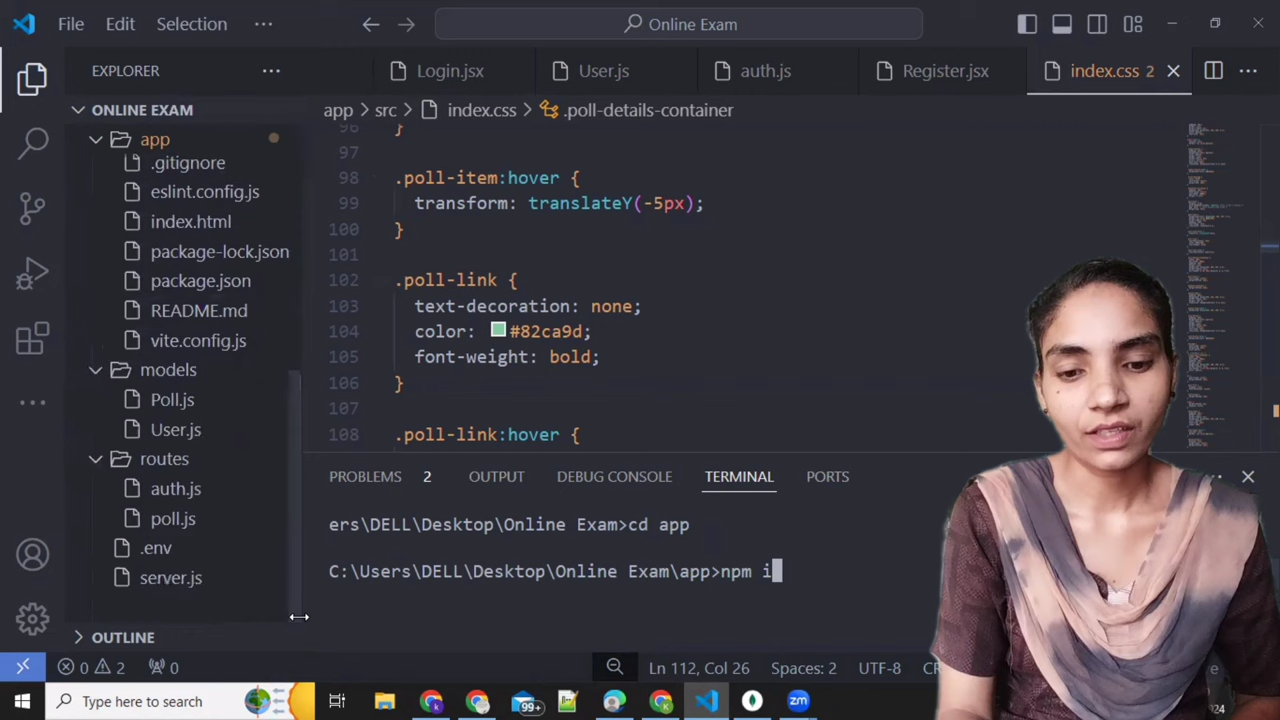 File Edit Selection ··· Online Exam
EXPLORER ··· Login.jsx User.js auth.js Register.jsx index.css 2 ···
ONLINE EXAM
app > src > index.css > .poll-details-container
app
.gitignore
eslint.config.js
index.html
package-lock.json
package.json
README.md
vite.config.js
models
Poll.js
User.js
routes
auth.js
poll.js
.env
server.js
OUTLINE
96 }
97
98 .poll-item:hover {
99 transform: translateY(-5px);
100 }
101
102 .poll-link {
103 text-decoration: none;
104 color: #82ca9d;
105 font-weight: bold;
106 }
107
108 .poll-link:hover {
PROBLEMS 2 OUTPUT DEBUG CONSOLE TERMINAL PORTS
ers\DELL\Desktop\Online Exam>cd app
C:\Users\DELL\Desktop\Online Exam\app>npm i
0 2 0 Ln 112, Col 26 Spaces: 2 UTF-8
Type here to search 99+